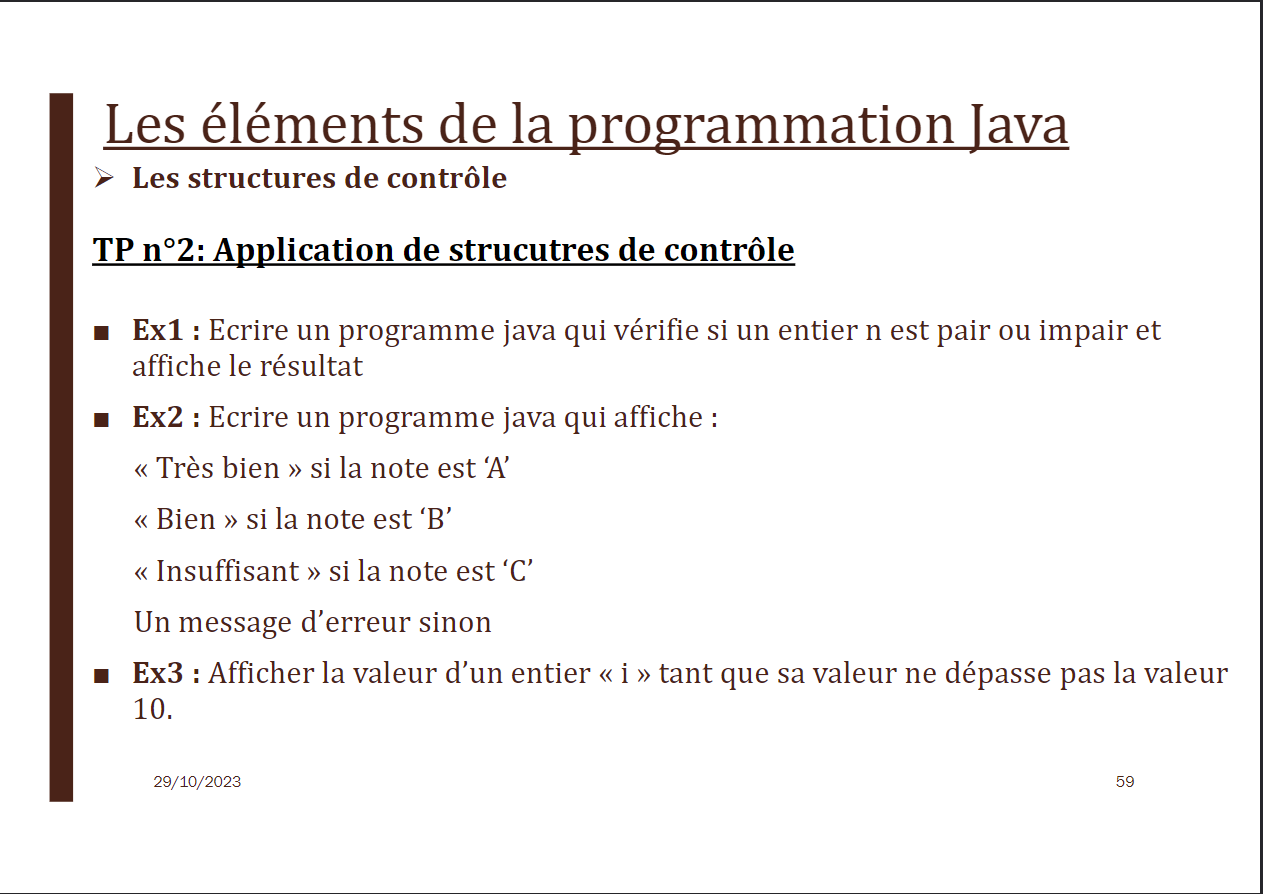 Les éléments de la programmation Java
➢ Les structures de contrôle
TP n°2: Application de strucutres de contrôle
▪ Ex1 : Ecrire un programme java qui vérifie si un entier n est pair ou impair et
affiche le résultat
▪ Ex2 : Ecrire un programme java qui affiche :
« Très bien » si la note est ‘A’
« Bien » si la note est ‘B’
« Insuffisant » si la note est ‘C’
Un message d’erreur sinon
▪ Ex3 : Afficher la valeur d’un entier « i » tant que sa valeur ne dépasse pas la valeur
10.
29/10/2023 59